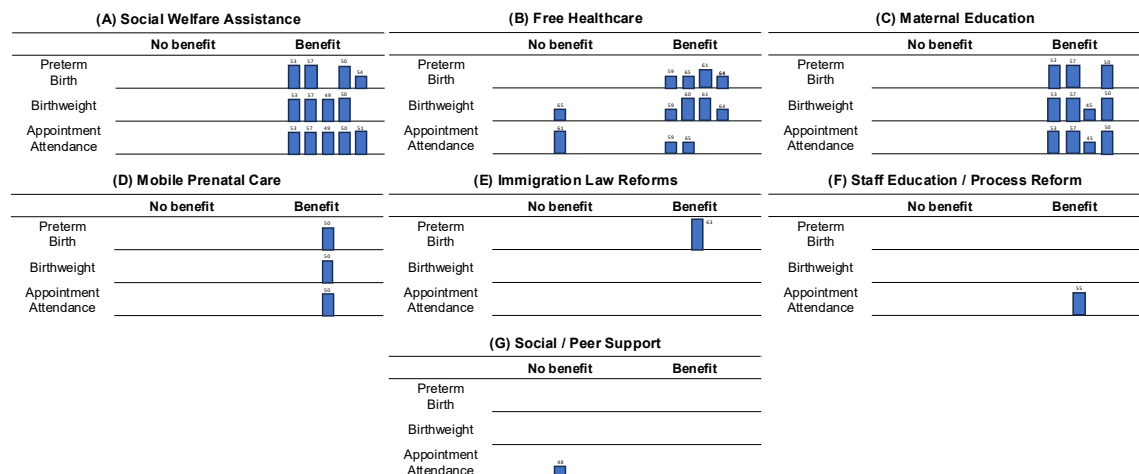 (A) Social Welfare Assistance
No benefit Benefit
Preterm
Birth
53 57 50 54
Birthweight
53 57 49 50
Appointment
Attendance
53 57 49 50 51
(B) Free Healthcare
No benefit Benefit
Preterm
Birth
59 65 61 64
Birthweight
65 59 60 61 64
Appointment
Attendance
61 59 65
(C) Maternal Education
No benefit Benefit
Preterm
Birth
53 57 50
Birthweight
53 57 45 50
Appointment
Attendance
53 57 45 50
(D) Mobile Prenatal Care
No benefit Benefit
Preterm
Birth
50
Birthweight
50
Appointment
Attendance
50
(E) Immigration Law Reforms
No benefit Benefit
Preterm
Birth
63
Birthweight
Appointment
Attendance
(F) Staff Education / Process Reform
No benefit Benefit
Preterm
Birth
Birthweight
Appointment
Attendance
55
(G) Social / Peer Support
No benefit Benefit
Preterm
Birth
Birthweight
Appointment
Attendance
48